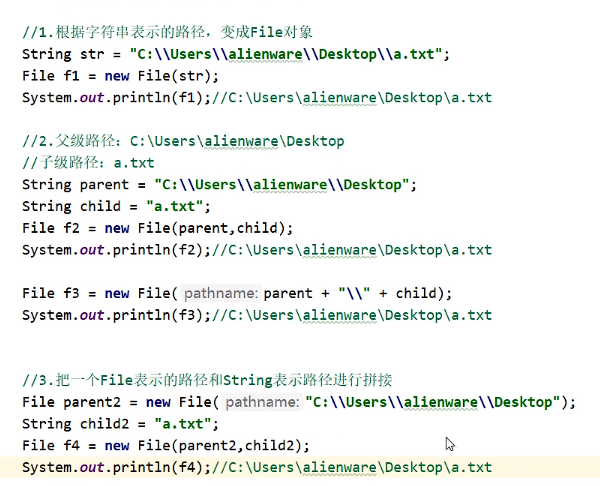 //1.根据字符串表示的路径，变成File对象
String str = "C:\\Users\\alienware\\Desktop\\a.txt";
File f1 = new File(str);
System.out.println(f1);//C:\Users\alienware\Desktop\a.txt
//2.父级路径：C:\Users\alienware\Desktop
//子级路径：a.txt
String parent = "C:\\Users\\alienware\\Desktop";
String child = "a.txt";
File f2 = new File(parent,child);
System.out.println(f2);//C:\Users\alienware\Desktop\a.txt
File f3 = new File( pathname: parent + "\\" + child);
System.out.println(f3);//C:\Users\alienware\Desktop\a.txt
//3.把一个File表示的路径和String表示路径进行拼接
File parent2 = new File( pathname: "C:\\Users\\alienware\\Desktop");
String child2 = "a.txt";
File f4 = new File(parent2,child2);
System.out.println(f4);//C:\Users\alienware\Desktop\a.txt